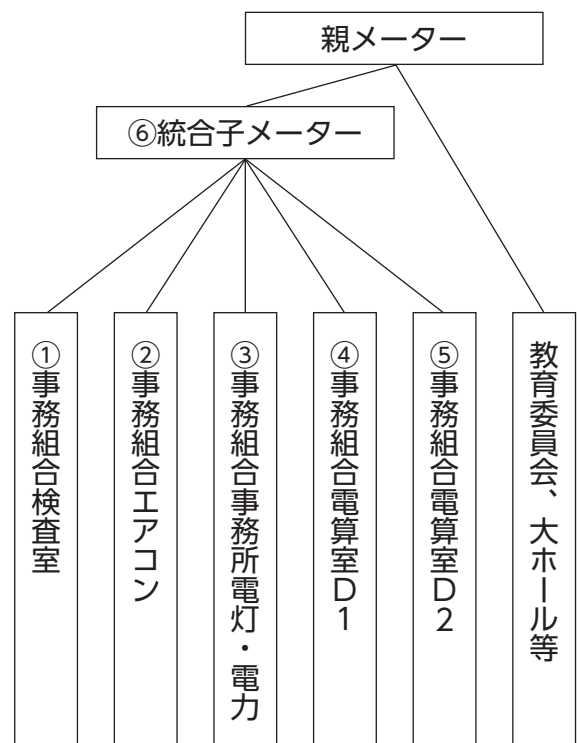 親メーター
⑥統合子メーター
①事務組合検査室
②事務組合エアコン
③事務組合事務所電灯・電力
④事務組合電算室D1
⑤事務組合電算室D2
教育委員会、大ホール等